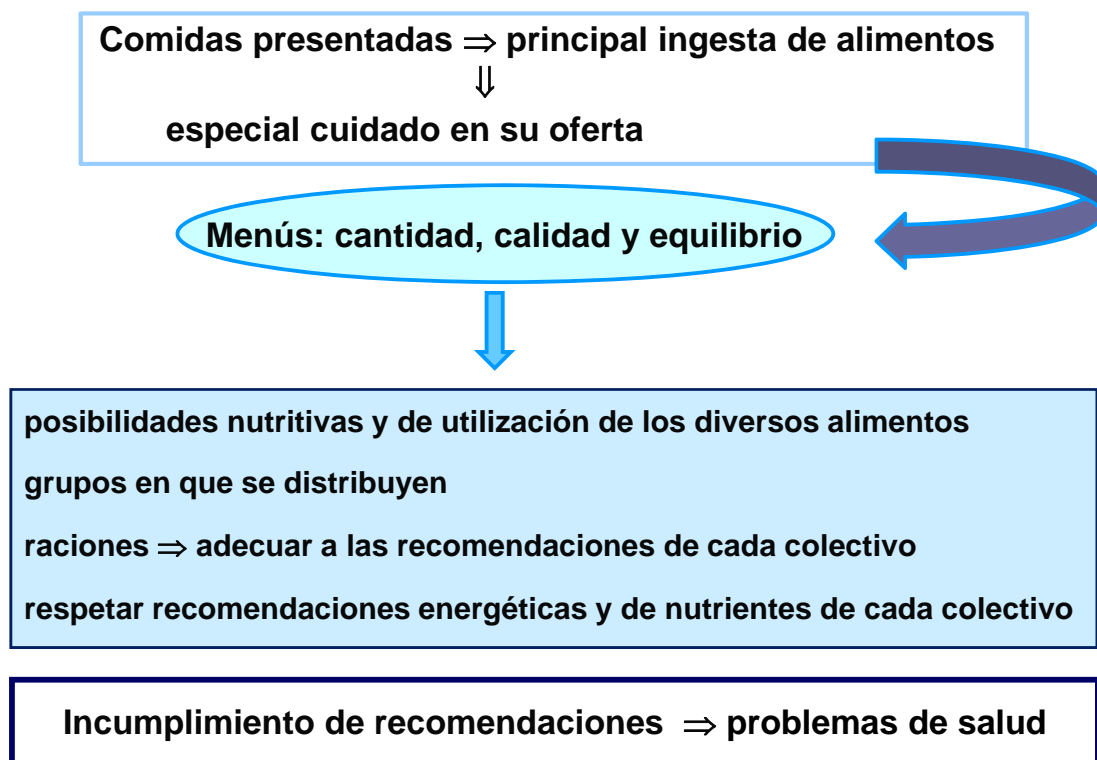 Comidas presentadas ⇒ principal ingesta de alimentos
⇓
especial cuidado en su oferta
Menús: cantidad, calidad y equilibrio
posibilidades nutritivas y de utilización de los diversos alimentos
grupos en que se distribuyen
raciones ⇒ adecuar a las recomendaciones de cada colectivo
respetar recomendaciones energéticas y de nutrientes de cada colectivo
Incumplimiento de recomendaciones ⇒ problemas de salud